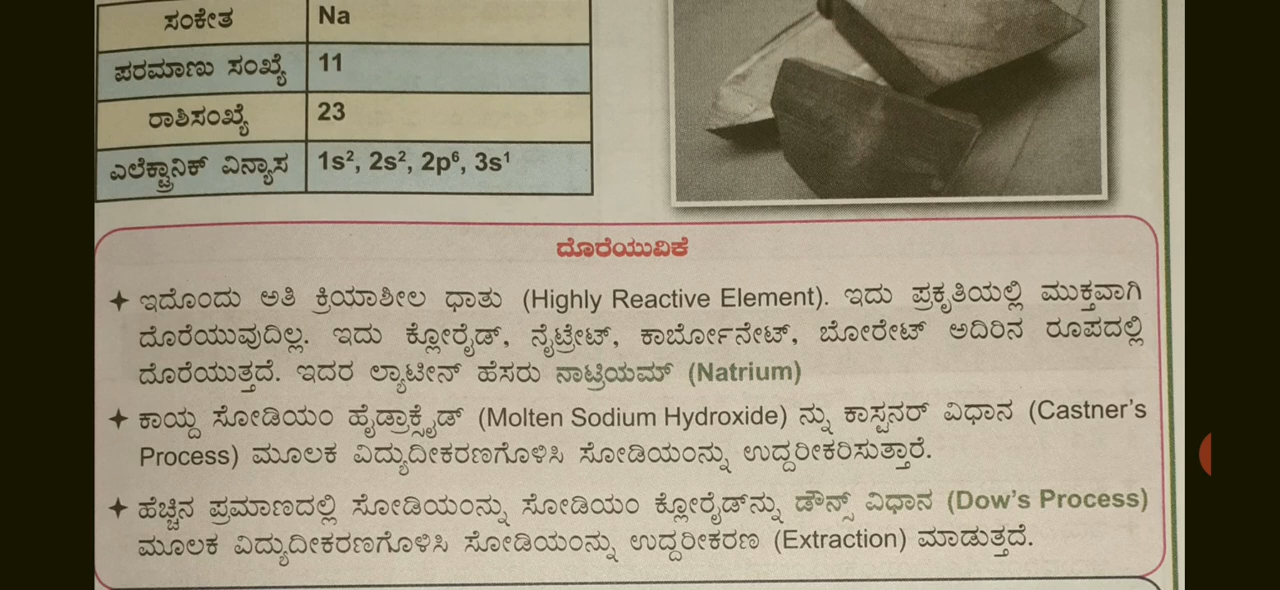 ಸಂಕೇತ Na
ಪರಮಾಣು ಸಂಖ್ಯೆ 11
ರಾಶಿಸಂಖ್ಯೆ 23
ಎಲೆಕ್ಟ್ರಾನಿಕ್ ವಿನ್ಯಾಸ 1s², 2s², 2p⁶, 3s¹
ದೊರೆಯುವಿಕೆ
✦ ಇದೊಂದು ಅತಿ ಕ್ರಿಯಾಶೀಲ ಧಾತು (Highly Reactive Element). ಇದು ಪ್ರಕೃತಿಯಲ್ಲಿ ಮುಕ್ತವಾಗಿ
ದೊರೆಯುವುದಿಲ್ಲ. ಇದು ಕ್ಲೋರೈಡ್, ನೈಟ್ರೇಟ್, ಕಾರ್ಬೋನೇಟ್, ಬೋರೇಟ್ ಅದಿರಿನ ರೂಪದಲ್ಲಿ
ದೊರೆಯುತ್ತದೆ. ಇದರ ಲ್ಯಾಟೀನ್ ಹೆಸರು ನಾಟ್ರಿಯಮ್ (Natrium)
✦ ಕಾಯ್ದ ಸೋಡಿಯಂ ಹೈಡ್ರಾಕ್ಸೈಡ್ (Molten Sodium Hydroxide) ನ್ನು ಕಾಸ್ಟನರ್ ವಿಧಾನ (Castner's
Process) ಮೂಲಕ ವಿದ್ಯುದೀಕರಣಗೊಳಿಸಿ ಸೋಡಿಯಂನ್ನು ಉದ್ದರೀಕರಿಸುತ್ತಾರೆ.
✦ ಹೆಚ್ಚಿನ ಪ್ರಮಾಣದಲ್ಲಿ ಸೋಡಿಯಂನ್ನು ಸೋಡಿಯಂ ಕ್ಲೋರೈಡ್‌ನ್ನು ಡೌನ್ಸ್ ವಿಧಾನ (Dow's Process)
ಮೂಲಕ ವಿದ್ಯುದೀಕರಣಗೊಳಿಸಿ ಸೋಡಿಯಂನ್ನು ಉದ್ದರೀಕರಣ (Extraction) ಮಾಡುತ್ತದೆ.